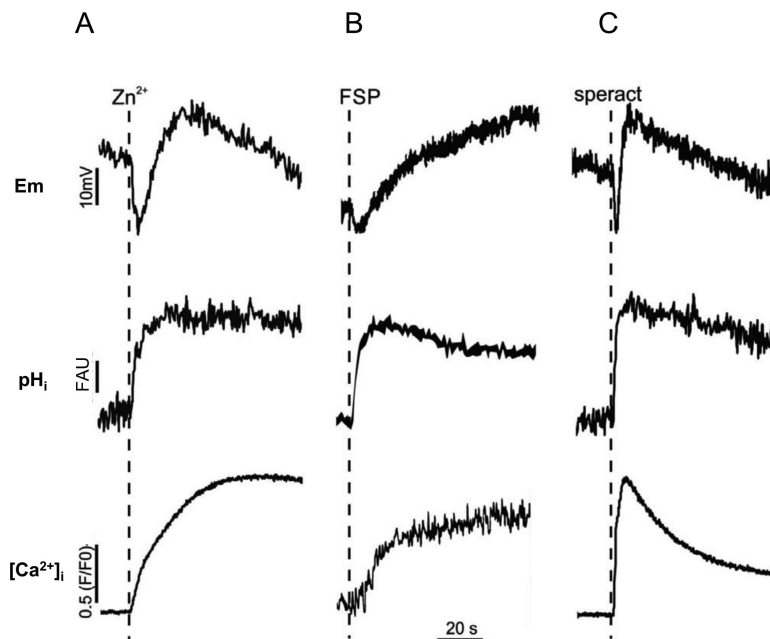 A B C
Zn²⁺ FSP speract
Em
10mV
pHᵢ
FAU
[Ca²⁺]ᵢ
0.5 (F/F0)
20 s